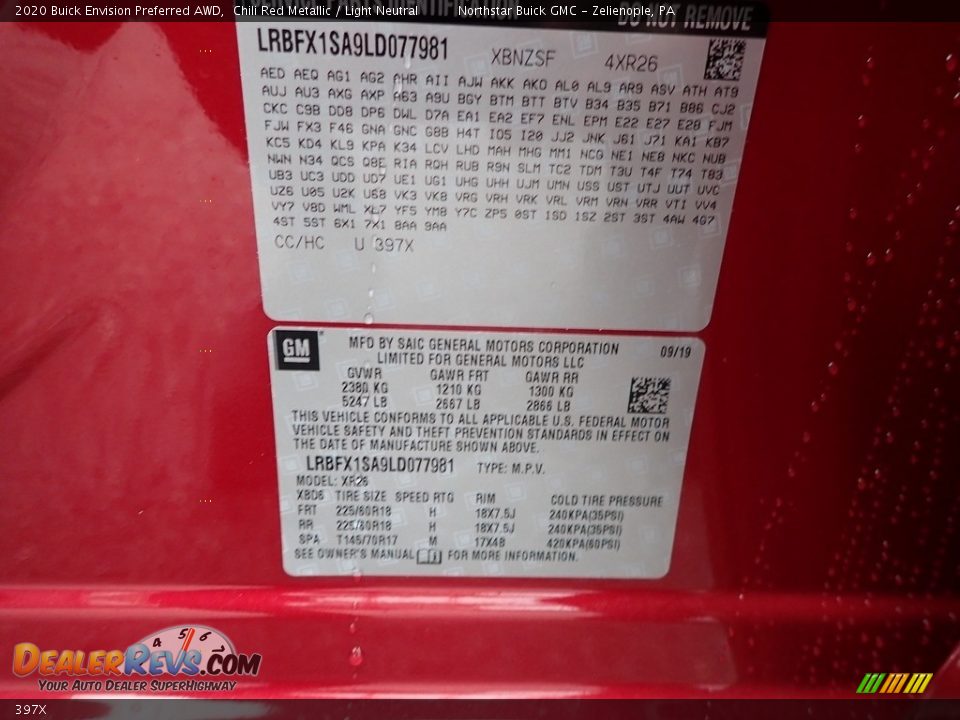 2020 Buick Envision Preferred AWD, Chili Red Metallic / Light Neutral Northstar Buick GMC - Zelienople, PA
DO NOT REMOVE
LRBFX1SA9LD077981 XBNZSF 4XR26
AED AEQ AG1 AG2 AHR AII AJW AKK AKO AL0 AL9 AR9 ASV ATH AT9
AUJ AU3 AXG AXP A63 A9U BGY BTM BTT BTV B34 B35 B71 B86 CJ2
CKC C9B DD8 DP6 DWL D7A EA1 EA2 EF7 ENL EPM E22 E27 E28 FJM
FJW FX3 F46 GNA GNC G8B H4T IO5 I20 JJ2 JNK J61 J71 KA1 KB7
KC5 KD4 KL9 KPA K34 LCV LHD MAH MHG MM1 NCG NE1 NE8 NKC NUB
NWN N34 QCS Q8E R1A RQH RUB R9N SLM TC2 TDM T3U T4F T74 T83
UB3 UC3 UDD UD7 UE1 UG1 UHG UHH UJM UMN USS UST UTJ UUT UVC
UZ6 U05 U2K U68 VK3 VK8 VRG VRH VRK VRL VRM VRN VRR VTI VV4
VY7 V8D WML XL7 YF5 YM8 Y7C ZP5 0ST 1SD 1SZ 2ST 3ST 4AW 4G7
4ST 5ST 6X1 7X1 8AA 9AA
CC/HC U 397X
GM MFD BY SAIC GENERAL MOTORS CORPORATION 09/19
LIMITED FOR GENERAL MOTORS LLC
GVWR GAWR FRT GAWR RR
2380 KG 1210 KG 1300 KG
5247 LB 2667 LB 2866 LB
THIS VEHICLE CONFORMS TO ALL APPLICABLE U.S. FEDERAL MOTOR
VEHICLE SAFETY AND THEFT PREVENTION STANDARDS IN EFFECT ON
THE DATE OF MANUFACTURE SHOWN ABOVE.
LRBFX1SA9LD077981 TYPE: M.P.V.
MODEL: XR26
XBD6 TIRE SIZE SPEED RTG RIM COLD TIRE PRESSURE
FRT 225/60R18 H 18X7.5J 240KPA(35PSI)
RR 225/60R18 H 18X7.5J 240KPA(35PSI)
SPA T145/70R17 M 17X4B 420KPA(60PSI)
SEE OWNER'S MANUAL FOR MORE INFORMATION.
4 5 6
DEALERREVS.COM
YOUR AUTO DEALER SUPERHIGHWAY
397X